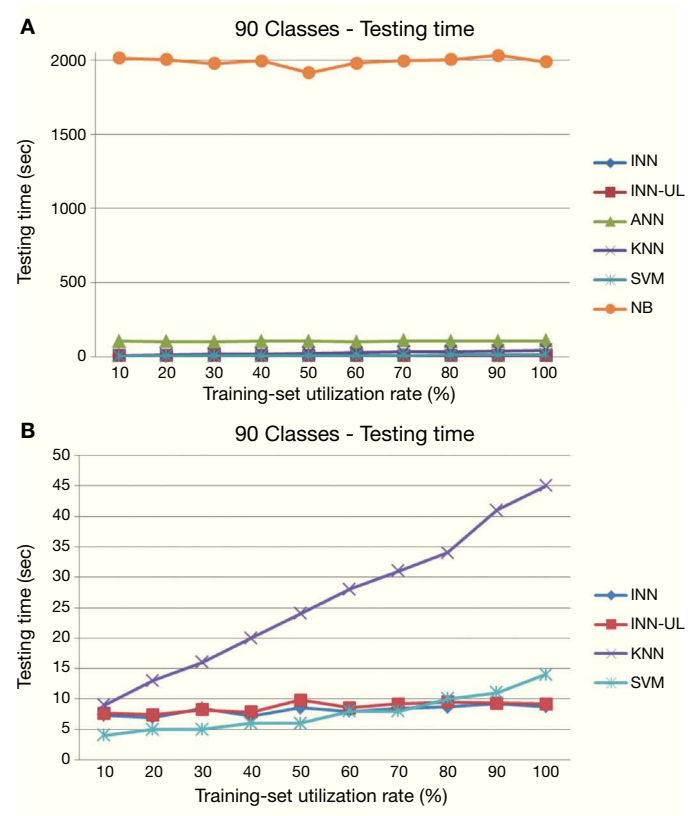 A
90 Classes - Testing time
Testing time (sec)
2000
1500
1000
500
0
10 20 30 40 50 60 70 80 90 100
Training-set utilization rate (%)
INN
INN-UL
ANN
KNN
SVM
NB
B
90 Classes - Testing time
Testing time (sec)
50
45
40
35
30
25
20
15
10
5
0
10 20 30 40 50 60 70 80 90 100
Training-set utilization rate (%)
INN
INN-UL
KNN
SVM